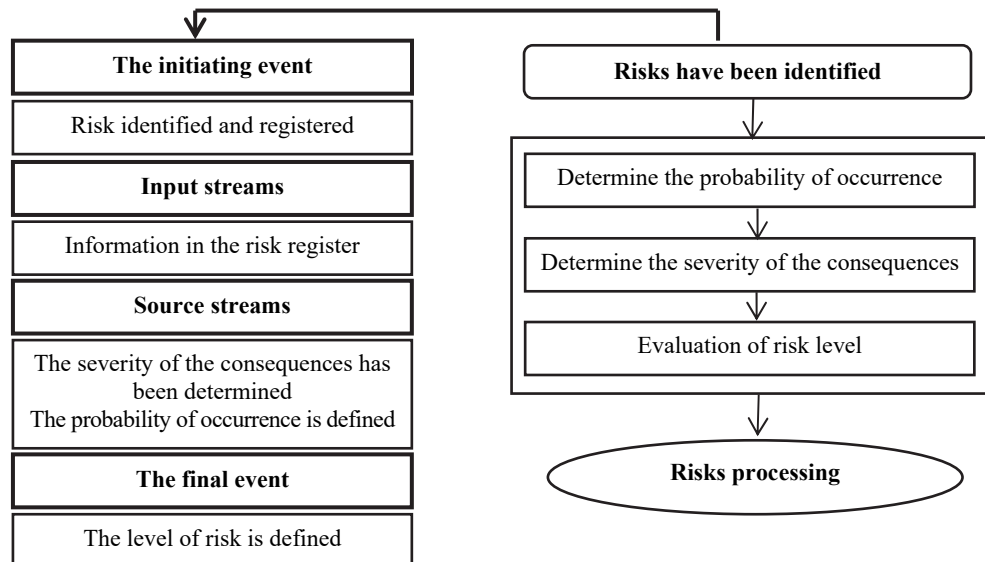 The initiating event
Risk identified and registered
Input streams
Information in the risk register
Source streams
The severity of the consequences has
been determined
The probability of occurrence is defined
The final event
The level of risk is defined
Risks have been identified
Determine the probability of occurrence
Determine the severity of the consequences
Evaluation of risk level
Risks processing